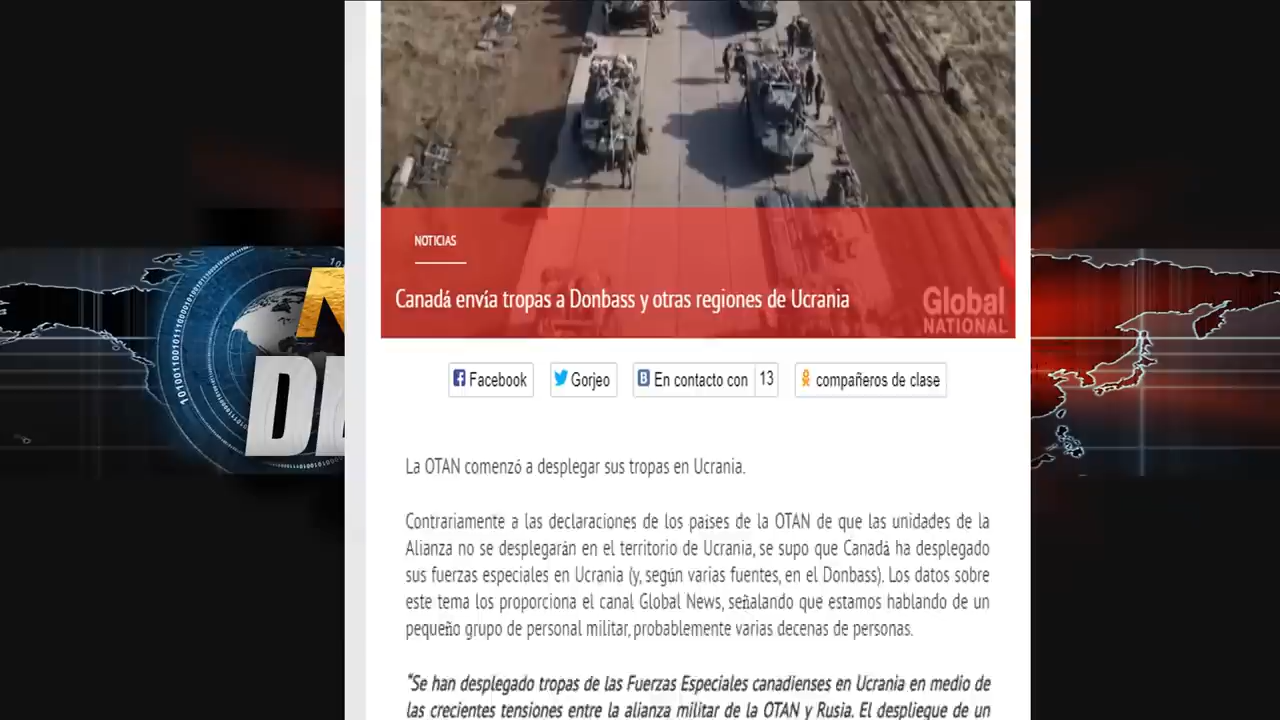 NOTICIAS
Canadá envía tropas a Donbass y otras regiones de Ucrania
Global
NATIONAL
Facebook
Gorjeo
En contacto con 13
compañeros de clase
La OTAN comenzó a desplegar sus tropas en Ucrania.
Contrariamente a las declaraciones de los países de la OTAN de que las unidades de la
Alianza no se desplegarán en el territorio de Ucrania, se supo que Canadá ha desplegado
sus fuerzas especiales en Ucrania (y, según varias fuentes, en el Donbass). Los datos sobre
este tema los proporciona el canal Global News, señalando que estamos hablando de un
pequeño grupo de personal militar, probablemente varias decenas de personas.
“Se han desplegado tropas de las Fuerzas Especiales canadienses en Ucrania en medio de
las crecientes tensiones entre la alianza militar de la OTAN y Rusia. El despliegue de un